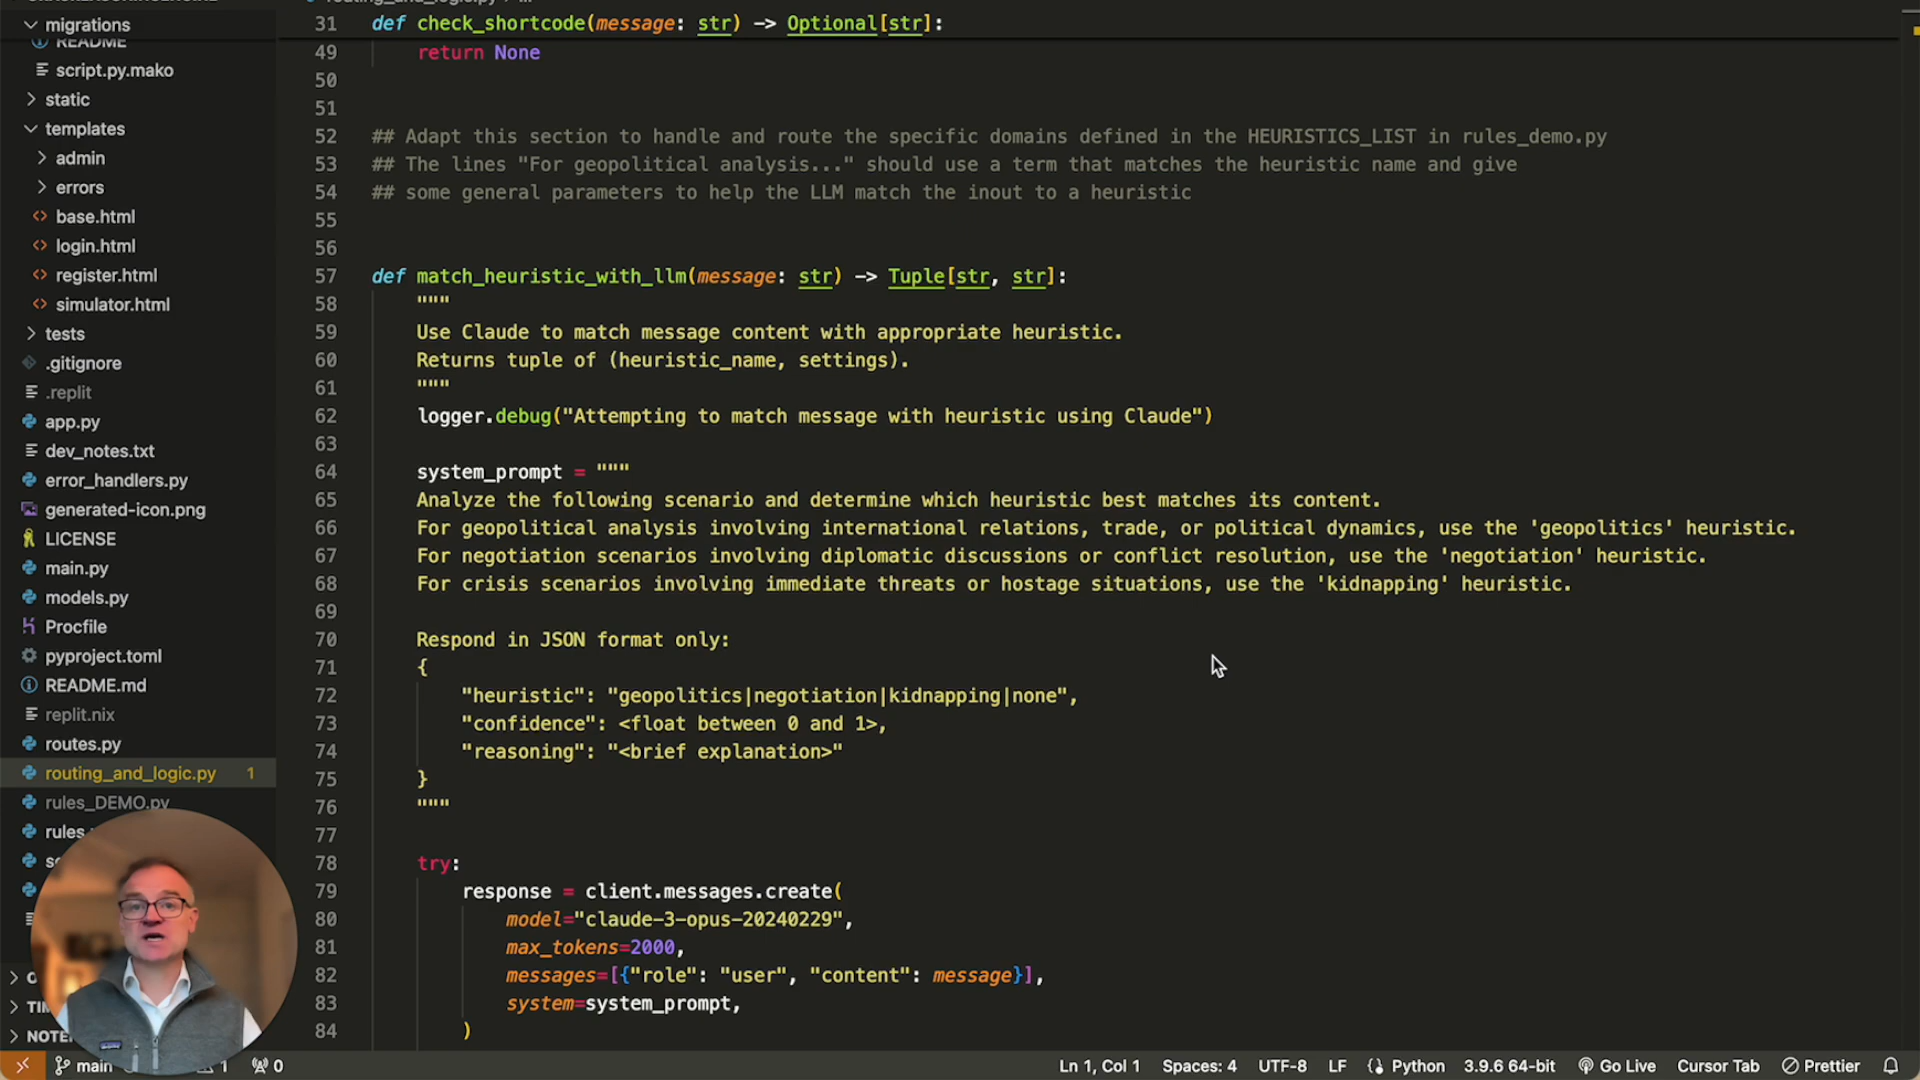 migrations
README
script.py.mako
static
templates
admin
errors
base.html
login.html
register.html
simulator.html
tests
.gitignore
.replit
app.py
dev_notes.txt
error_handlers.py
generated-icon.png
LICENSE
main.py
models.py
Procfile
pyproject.toml
README.md
replit.nix
routes.py
routing_and_logic.py 1
rules_DEMO.py
rules
NOTE
31 def check_shortcode(message: str) -> Optional[str]:
49 return None
50
51
52 ## Adapt this section to handle and route the specific domains defined in the HEURISTICS_LIST in rules_demo.py
53 ## The lines "For geopolitical analysis..." should use a term that matches the heuristic name and give
54 ## some general parameters to help the LLM match the inout to a heuristic
55
56
57 def match_heuristic_with_llm(message: str) -> Tuple[str, str]:
58 """
59 Use Claude to match message content with appropriate heuristic.
60 Returns tuple of (heuristic_name, settings).
61 """
62 logger.debug("Attempting to match message with heuristic using Claude")
63
64 system_prompt = """
65 Analyze the following scenario and determine which heuristic best matches its content.
66 For geopolitical analysis involving international relations, trade, or political dynamics, use the 'geopolitics' heuristic.
67 For negotiation scenarios involving diplomatic discussions or conflict resolution, use the 'negotiation' heuristic.
68 For crisis scenarios involving immediate threats or hostage situations, use the 'kidnapping' heuristic.
69
70 Respond in JSON format only:
71 {
72 "heuristic": "geopolitics|negotiation|kidnapping|none",
73 "confidence": <float between 0 and 1>,
74 "reasoning": "<brief explanation>"
75 }
76 """
77
78 try:
79 response = client.messages.create(
80 model="claude-3-opus-20240229",
81 max_tokens=2000,
82 messages=[{"role": "user", "content": message}],
83 system=system_prompt,
84 )
main 1 0 Ln 1, Col 1 Spaces: 4 UTF-8 LF Python 3.9.6 64-bit Go Live Cursor Tab Prettier